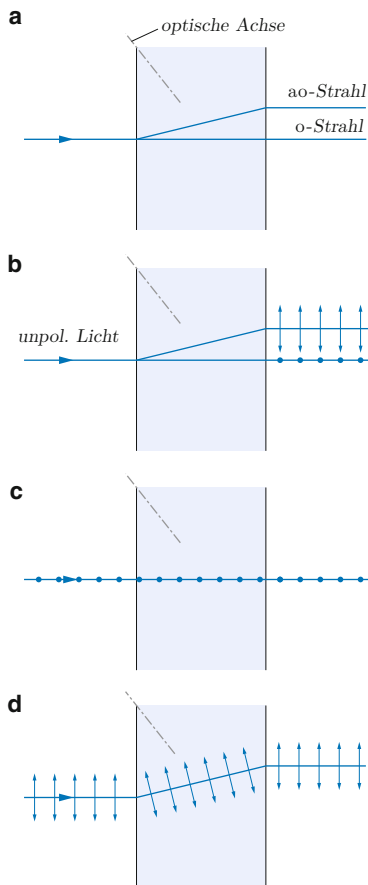 a
optische Achse
ao-Strahl
o-Strahl
b
unpol. Licht
c
d